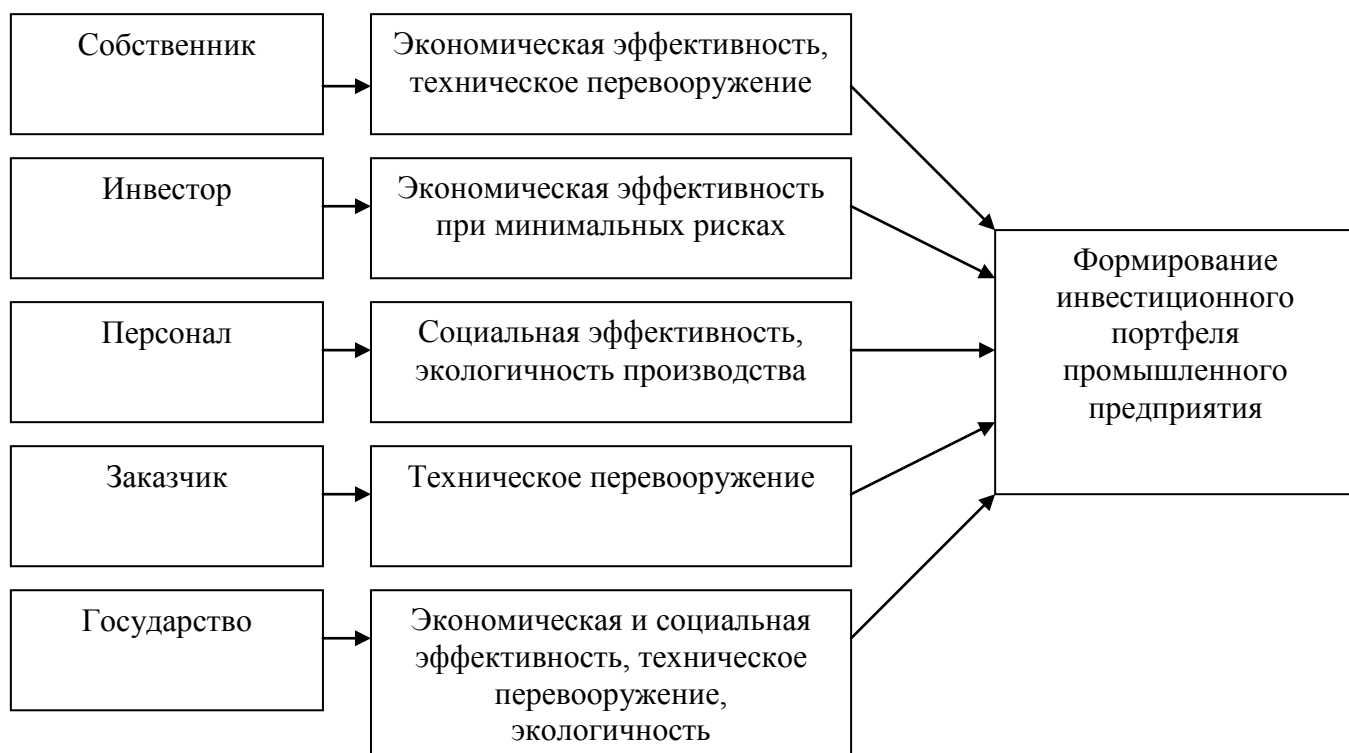 Собственник
Экономическая эффективность,
техническое перевооружение
Инвестор
Экономическая эффективность
при минимальных рисках
Персонал
Социальная эффективность,
экологичность производства
Заказчик
Техническое перевооружение
Государство
Экономическая и социальная
эффективность, техническое
перевооружение,
экологичность
Формирование
инвестиционного
портфеля
промышленного
предприятия